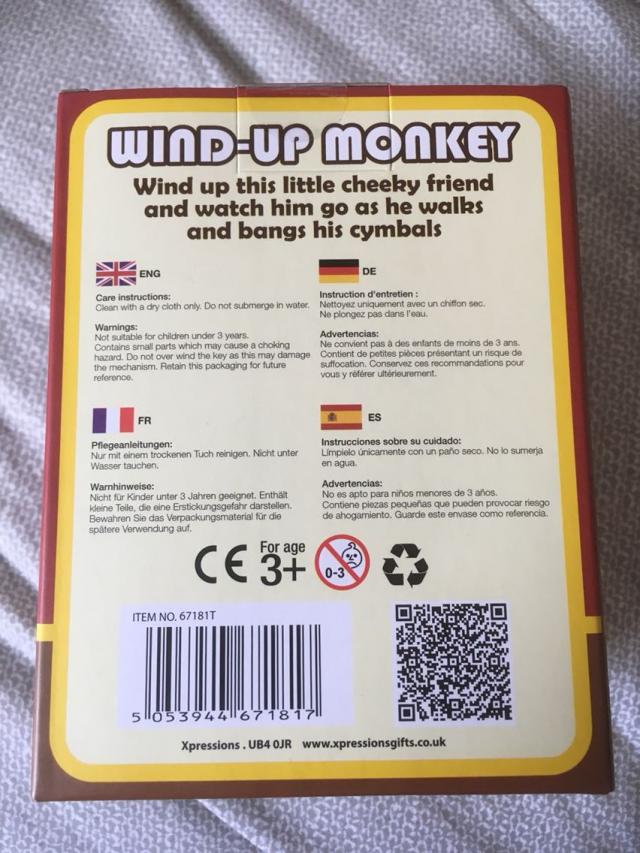 WIND-UP MONKEY
Wind up this little cheeky friend
and watch him go as he walks
and bangs his cymbals
ENG
Care instructions:
Clean with a dry cloth only. Do not submerge in water.
Warnings:
Not suitable for children under 3 years.
Contains small parts which may cause a choking
hazard. Do not over wind the key as this may damage
the mechanism. Retain this packaging for future
reference.
DE
Instruction d'entretien :
Nettoyez uniquement avec un chiffon sec.
Ne plongez pas dans l'eau.
Advertencias:
Ne convient pas à des enfants de moins de 3 ans.
Contient de petites pièces présentant un risque de
suffocation. Conservez ces recommandations pour
vous y référer ultérieurement.
FR
Pflegeanleitungen:
Nur mit einem trockenen Tuch reinigen. Nicht unter
Wasser tauchen.
Warnhinweise:
Nicht für Kinder unter 3 Jahren geeignet. Enthält
kleine Teile, die eine Erstickungsgefahr darstellen.
Bewahren Sie das Verpackungsmaterial für die
spätere Verwendung auf.
ES
Instrucciones sobre su cuidado:
Límpielo únicamente con un paño seco. No lo sumerja
en agua.
Advertencias:
No es apto para niños menores de 3 años.
Contiene piezas pequeñas que pueden provocar riesgo
de ahogamiento. Guarde este envase como referencia.
CE
For age
3+
0-3
ITEM NO. 67181T
5 053944 671817
Xpressions . UB4 0JR www.xpressionsgifts.co.uk